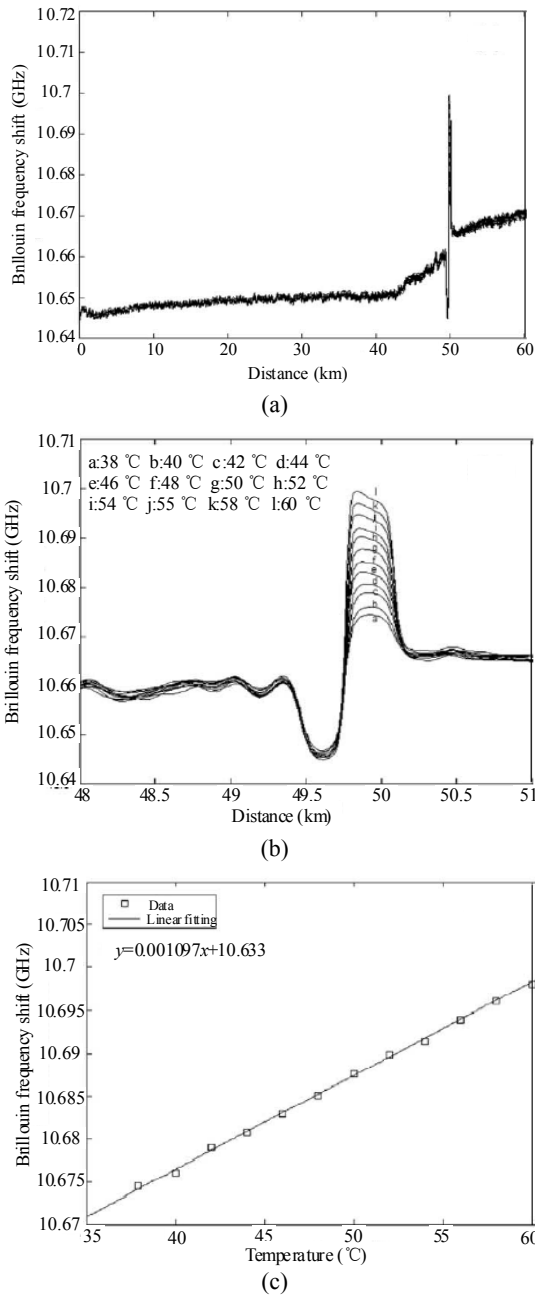 10.72
10.71
10.7
10.69
10.68
10.67
10.66
10.65
10.64
Brillouin frequency shift (GHz)
0 10 20 30 40 50 60
Distance (km)
(a)
10.71
10.7
10.69
10.68
10.67
10.66
10.65
10.64
Brillouin frequency shift (GHz)
a:38 ℃ b:40 ℃ c:42 ℃ d:44 ℃
e:46 ℃ f:48 ℃ g:50 ℃ h:52 ℃
i:54 ℃ j:55 ℃ k:58 ℃ l:60 ℃
48 48.5 49 49.5 50 50.5 51
Distance (km)
(b)
10.71
10.705
10.7
10.695
10.69
10.685
10.68
10.675
10.67
Brillouin frequency shift (GHz)
Data
Linear fitting
y=0.001097x+10.633
35 40 45 50 55 60
Temperature (℃)
(c)